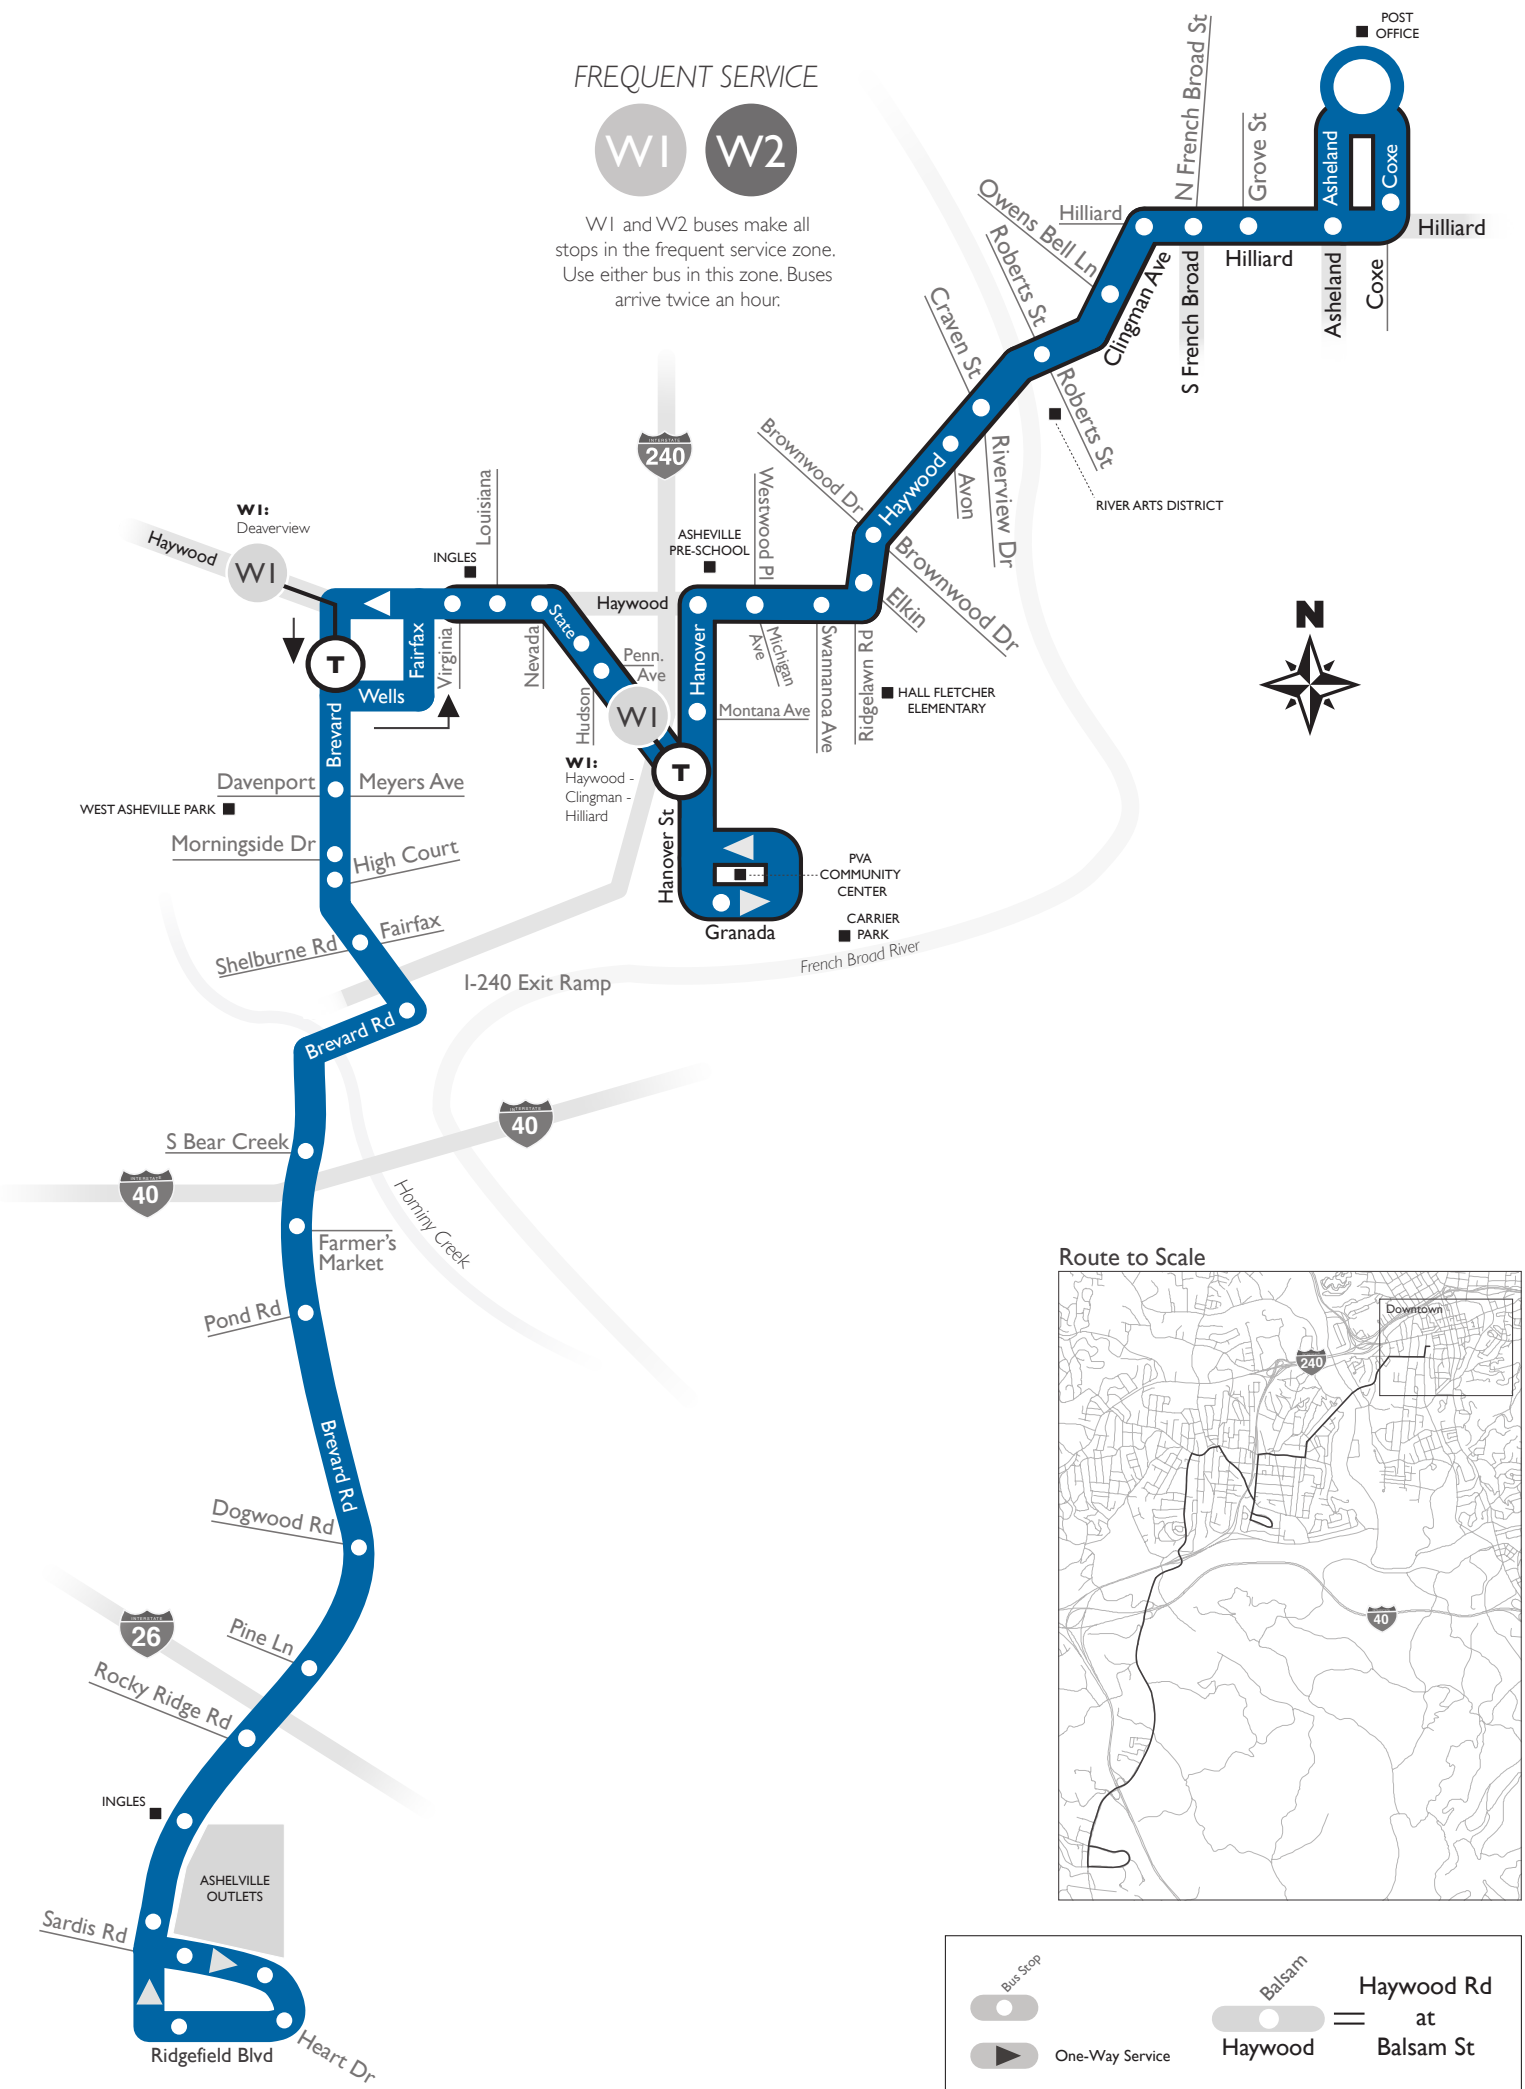 POST
OFFICE
FREQUENT SERVICE
W1
W2
W1 and W2 buses make all
stops in the frequent service zone.
Use either bus in this zone. Buses
arrive twice an hour.
N French Broad St
Grove St
Asheland
Coxe
Hilliard
Hilliard
Hilliard
Owens Bell Ln
Roberts St
Craven St
Clingman Ave
S French Broad
Asheland
Coxe
Roberts St
RIVER ARTS DISTRICT
Riverview Dr
Avon
Haywood
Brownwood Dr
Brownwood Dr
Elkin
INTERSTATE
240
Westwood Pl
ASHEVILLE
PRE-SCHOOL
Louisiana
INGLES
W1:
Deaverview
Haywood
W1
Haywood
State
Hanover
Michigan
Ave
Swannanoa Ave
Ridgelawn Rd
HALL FLETCHER
ELEMENTARY
N
Fairfax
Virginia
Nevada
Penn.
Ave
Hudson
W1
Montana Ave
T
Wells
Brevard
T
W1:
Haywood -
Clingman -
Hilliard
Davenport
Meyers Ave
WEST ASHEVILLE PARK
Morningside Dr
High Court
Hanover St
PVA
COMMUNITY
CENTER
Granada
CARRIER
PARK
French Broad River
Shelburne Rd
Fairfax
I-240 Exit Ramp
Brevard Rd
INTERSTATE
40
S Bear Creek
INTERSTATE
40
Hominy Creek
Farmer's
Market
Pond Rd
Brevard Rd
Dogwood Rd
INTERSTATE
26
Pine Ln
Rocky Ridge Rd
INGLES
ASHELVILLE
OUTLETS
Sardis Rd
Ridgefield Blvd
Heart Dr
Route to Scale
Downtown
240
40
Bus Stop
One-Way Service
Balsam
Haywood
Haywood Rd
at
Balsam St